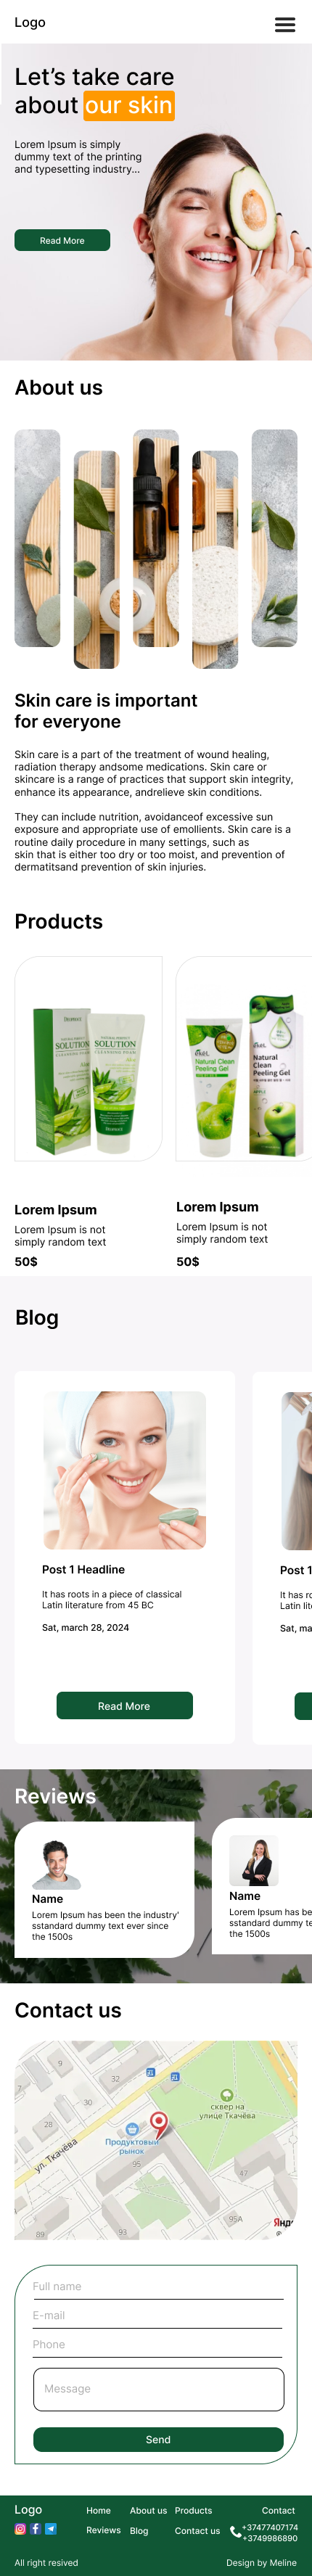 Logo
Let's take care
about our skin
Lorem Ipsum is simply
dummy text of the printing
and typesetting industry...
Read More
About us
Skin care is important
for everyone
Skin care is a part of the treatment of wound healing,
radiation therapy andsome medications. Skin care or
skincare is a range of practices that support skin integrity,
enhance its appearance, andrelieve skin conditions.
They can include nutrition, avoidanceof excessive sun
exposure and appropriate use of emollients. Skin care is a
routine daily procedure in many settings, such as
skin that is either too dry or too moist, and prevention of
dermatitsand prevention of skin injuries.
Products
SOLUTION
SOLUTION
Natural Clean
Peeling Gel
Natural
Clean
Peeling Gel
Lorem Ipsum
Lorem Ipsum is not
simply random text
50$
Lorem Ipsum
Lorem Ipsum is not
simply random text
50$
Blog
Post 1 Headline
It has roots in a piece of classical
Latin literature from 45 BC
Sat, march 28, 2024
Read More
Post 1
It has ro
Latin lit
Sat, ma
Reviews
Name
Lorem Ipsum has been the industry'
sstandard dummy text ever since
the 1500s
Name
Lorem Ipsum has be
sstandard dummy te
the 1500s
Contact us
9
32
7
30
28
сквер на
улице Ткачёва
ул. Ткачёва
Продуктовый
рынок
95
47
95А
93
89
Янд
Full name
E-mail
Phone
Message
Send
Logo
Home
About us
Products
Contact
Reviews
Blog
Contact us
+37477407174
+3749986890
All right resived
Design by Meline